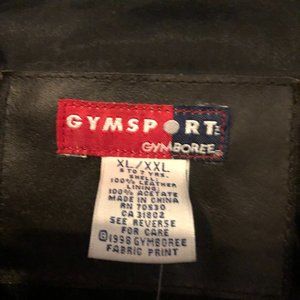 GYMSPORT
GYMBOREE
XL/XXL
5 TO 7 YRS.
SHELL:
100% LEATHER
LINING:
100% ACETATE
MADE IN CHINA
RN 70530
CA 31802
SEE REVERSE
FOR CARE
©1998 GYMBOREE
FABRIC PRINT